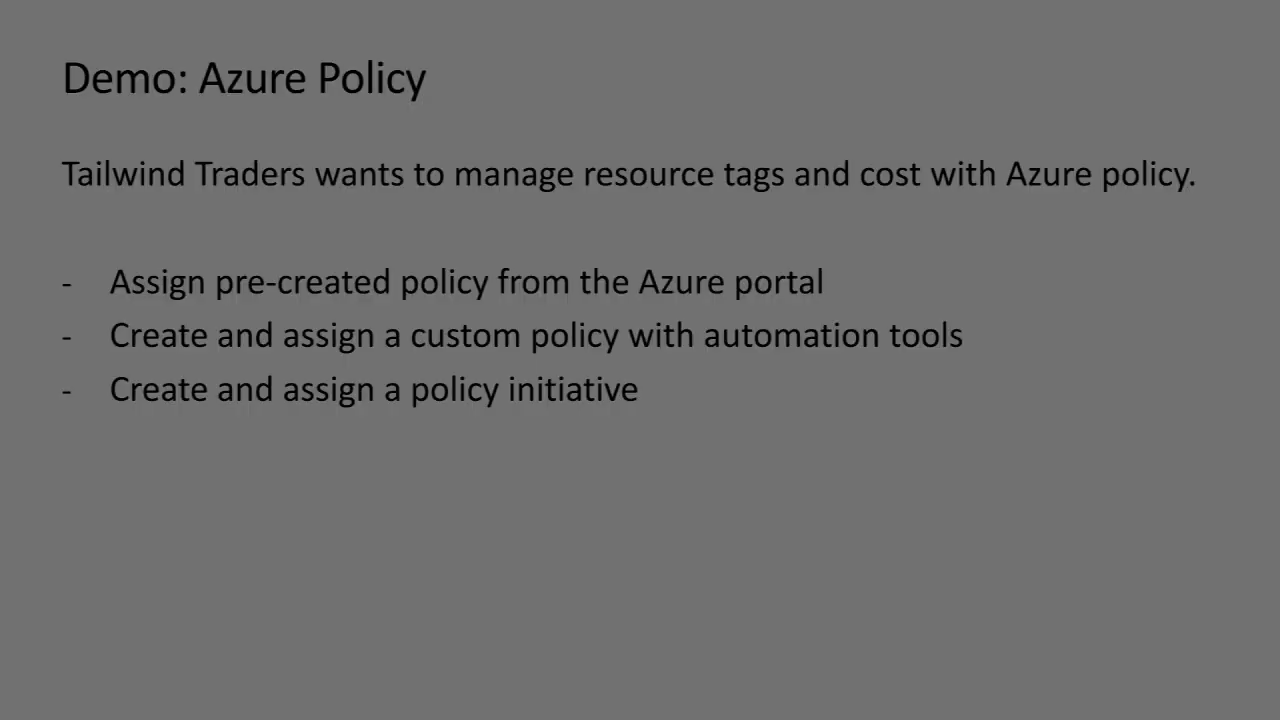 Demo: Azure Policy
Tailwind Traders wants to manage resource tags and cost with Azure policy.
- Assign pre-created policy from the Azure portal
- Create and assign a custom policy with automation tools
- Create and assign a policy initiative